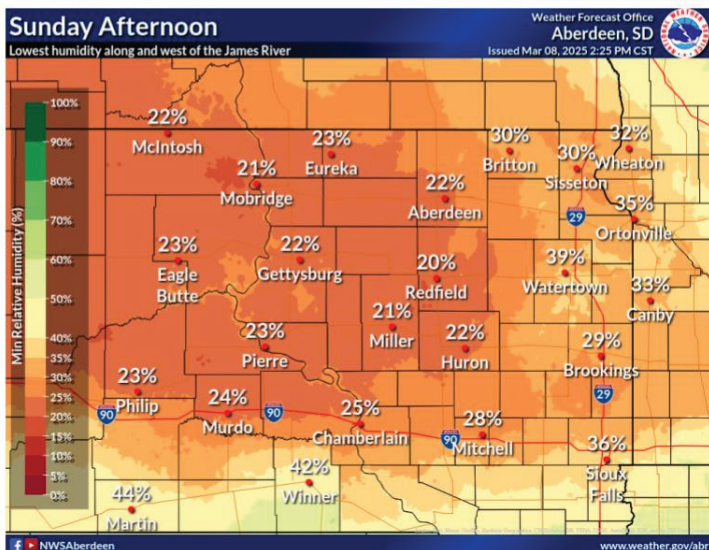 Sunday Afternoon
Lowest humidity along and west of the James River
Weather Forecast Office
Aberdeen, SD
Issued Mar 08, 2025 2:25 PM CST
Min Relative Humidity (%)
100%
90%
80%
70%
60%
50%
40%
35%
30%
25%
20%
15%
10%
5%
0%
22%
McIntosh
23%
Eureka
30%
Britton
30%
Sisseton
32%
Wheaton
21%
Mobridge
22%
Aberdeen
29
35%
Ortonville
23%
Eagle
Butte
22%
Gettysburg
20%
Redfield
39%
Watertown
33%
Canby
23%
Pierre
21%
Miller
22%
Huron
29%
Brookings
23%
Philip
24%
Murdo
25%
Chamberlain
28%
Mitchell
29
90
90
90
36%
Sioux
Falls
44%
Martin
42%
Winner
NWSAberdeen
www.weather.gov/abr